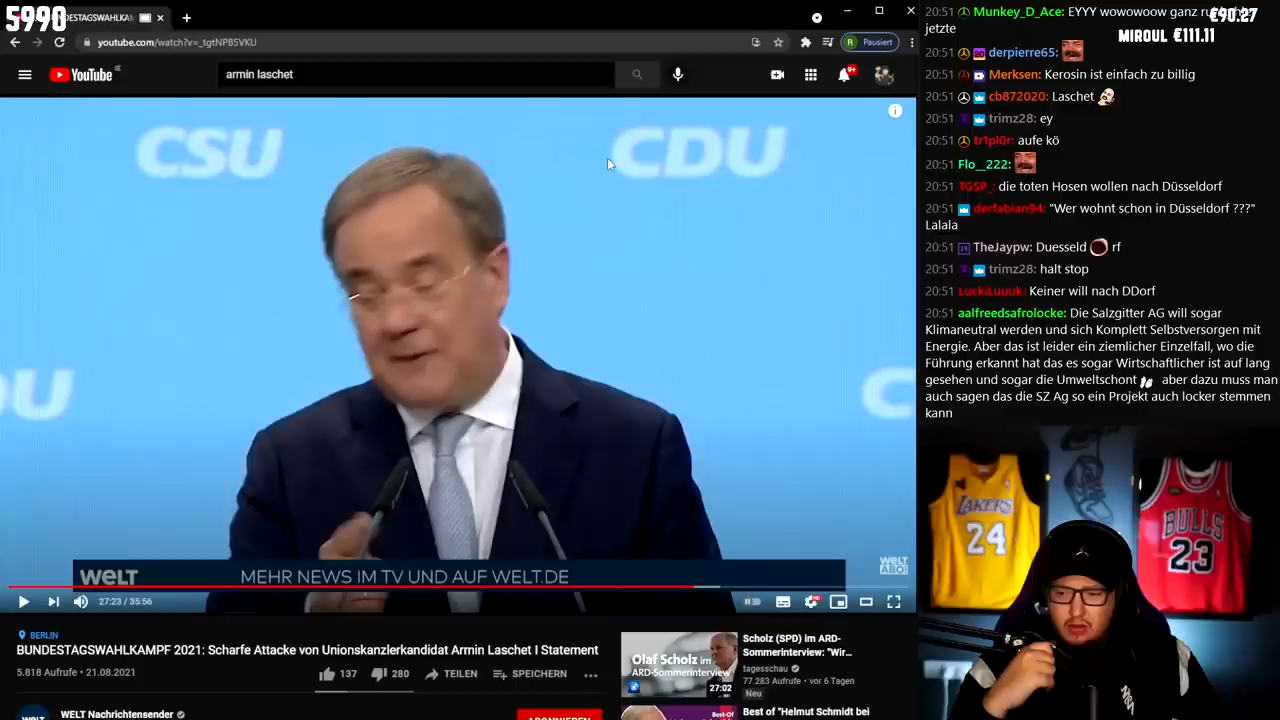 5990
€90.27
MIROUL €111.11
youtube.com/watch?v=_tgtNPB5VKU
Pausiert
YouTube
armin laschet
9+
CSU
CDU
DU
C
WELT
MEHR NEWS IM TV UND AUF WELT.DE
27:23 / 35:56
BERLIN
BUNDESTAGSWAHLKAMPF 2021: Scharfe Attacke von Unionskanzlerkandidat Armin Laschet I Statement
5.818 Aufrufe • 21.08.2021
137
280
TEILEN
SPEICHERN
WELT Nachrichtensender
ABONNIEREN
Olaf Scholz im
ARD-Sommerinterview
27:02
Scholz (SPD) im ARD-
Sommerinterview: "Wir...
tagesschau
77.283 Aufrufe • vor 6 Tagen
Neu
Best of "Helmut Schmidt bei
20:51 Munkey_D_Ace: EYYY wowowoow ganz
jetzte
20:51 derpierre65:
20:51 Merksen: Kerosin ist einfach zu billig
20:51 cb872020: Laschet
20:51 trimz28: ey
20:51 tr1pl0r: aufe kö
Flo__222:
20:51 TGSP_: die toten Hosen wollen nach Düsseldorf
20:51 derfabian94: "Wer wohnt schon in Düsseldorf ???"
Lalala
20:51 TheJaypw: Duesseld rf
20:51 trimz28: halt stop
20:51 LuckiLuuuk: Keiner will nach DDorf
20:51 aalfreedsafrolocke: Die Salzgitter AG will sogar
Klimaneutral werden und sich Komplett Selbstversorgen mit
Energie. Aber das ist leider ein ziemlicher Einzelfall, wo die
Führung erkannt hat das es sogar Wirtschaftlicher ist auf lang
gesehen und sogar die Umweltschont aber dazu muss man
auch sagen das die SZ Ag so ein Projekt auch locker stemmen
kann
LAKERS
24
BULLS
23